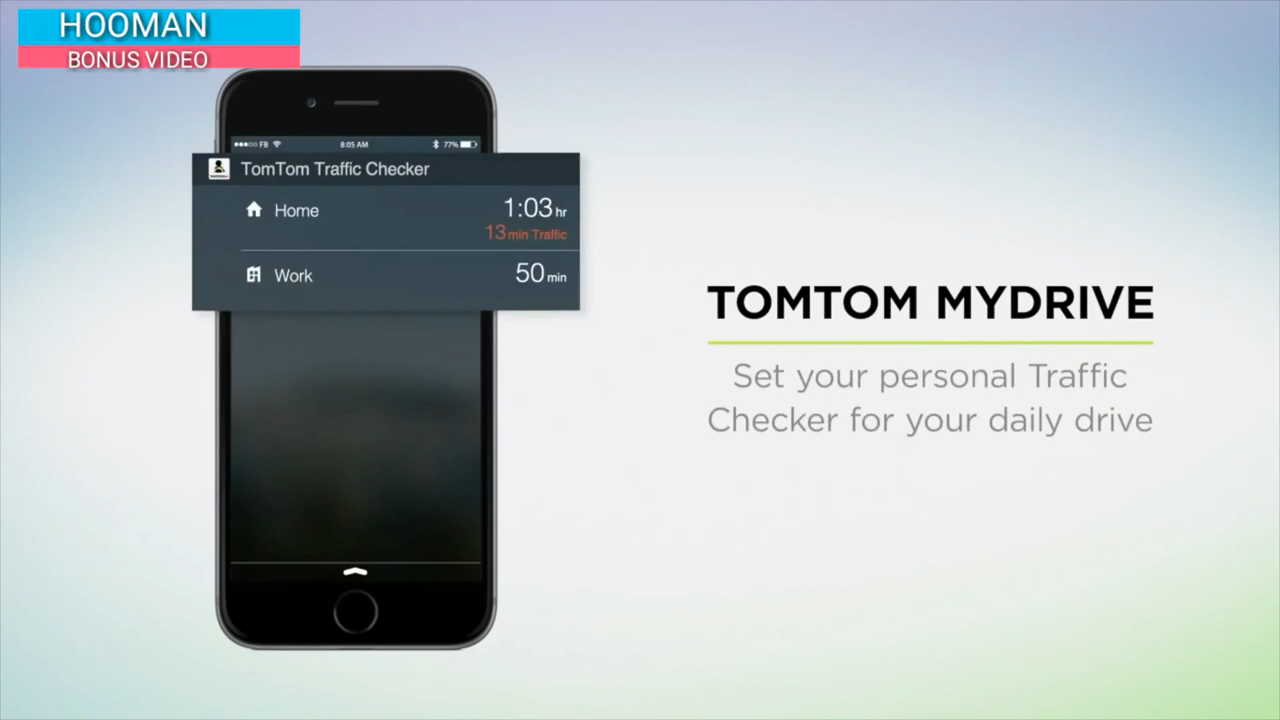 HOOMAN
BONUS VIDEO
FB 8:05 AM 77%
TomTom Traffic Checker
Home 1:03 hr
13 min Traffic
Work 50 min
TOMTOM MYDRIVE
Set your personal Traffic
Checker for your daily drive